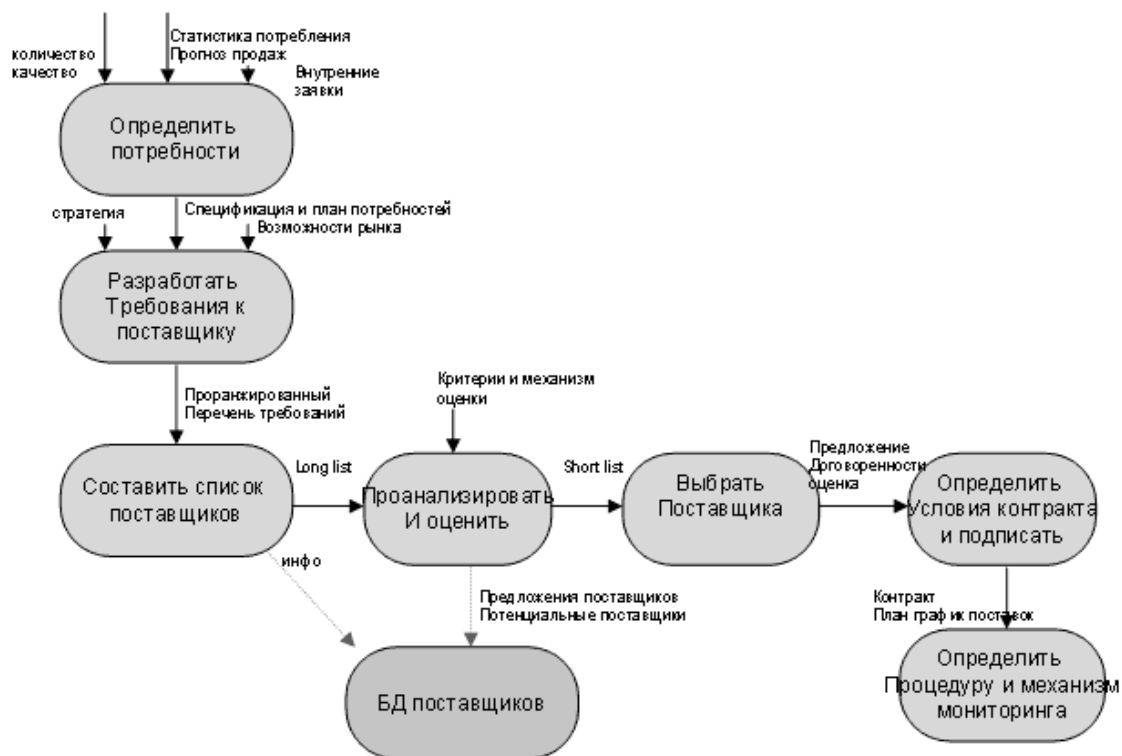 количество
качество
Статистика потребления
Прогноз продаж
Внутренние
заявки
Определить
потребности
стратегия
Спецификация и план потребностей
Возможности рынка
Разработать
Требования к
поставщику
Проранжированный
Перечень требований
Критерии и механизм
оценки
Составить список
поставщиков
Long list
Проанализировать
И оценить
Short list
Выбрать
Поставщика
Предложение
Договоренности
оценка
Определить
Условия контракта
и подписать
инфо
Предложения поставщиков
Потенциальные поставщики
Контракт
План график поставок
БД поставщиков
Определить
Процедуру и механизм
мониторинга